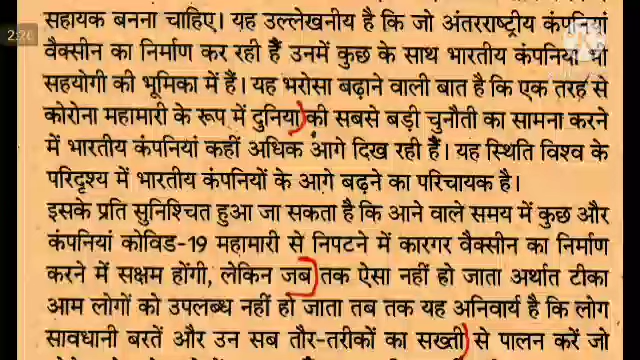 2:20
सहायक बनना चाहिए। यह उल्लेखनीय है कि जो अंतरराष्ट्रीय कंपनियां
वैक्सीन का निर्माण कर रही हैं उनमें कुछ के साथ भारतीय कंपनियां भी
सहयोगी की भूमिका में हैं। यह भरोसा बढ़ाने वाली बात है कि एक तरह से
कोरोना महामारी के रूप में दुनिया की सबसे बड़ी चुनौती का सामना करने
में भारतीय कंपनियां कहीं अधिक आगे दिख रही हैं। यह स्थिति विश्व के
परिदृश्य में भारतीय कंपनियों के आगे बढ़ने का परिचायक है।
इसके प्रति सुनिश्चित हुआ जा सकता है कि आने वाले समय में कुछ और
कंपनियां कोविड-19 महामारी से निपटने में कारगर वैक्सीन का निर्माण
करने में सक्षम होंगी, लेकिन जब तक ऐसा नहीं हो जाता अर्थात टीका
आम लोगों को उपलब्ध नहीं हो जाता तब तक यह अनिवार्य है कि लोग
सावधानी बरतें और उन सब तौर-तरीकों का सख्ती से पालन करें जो